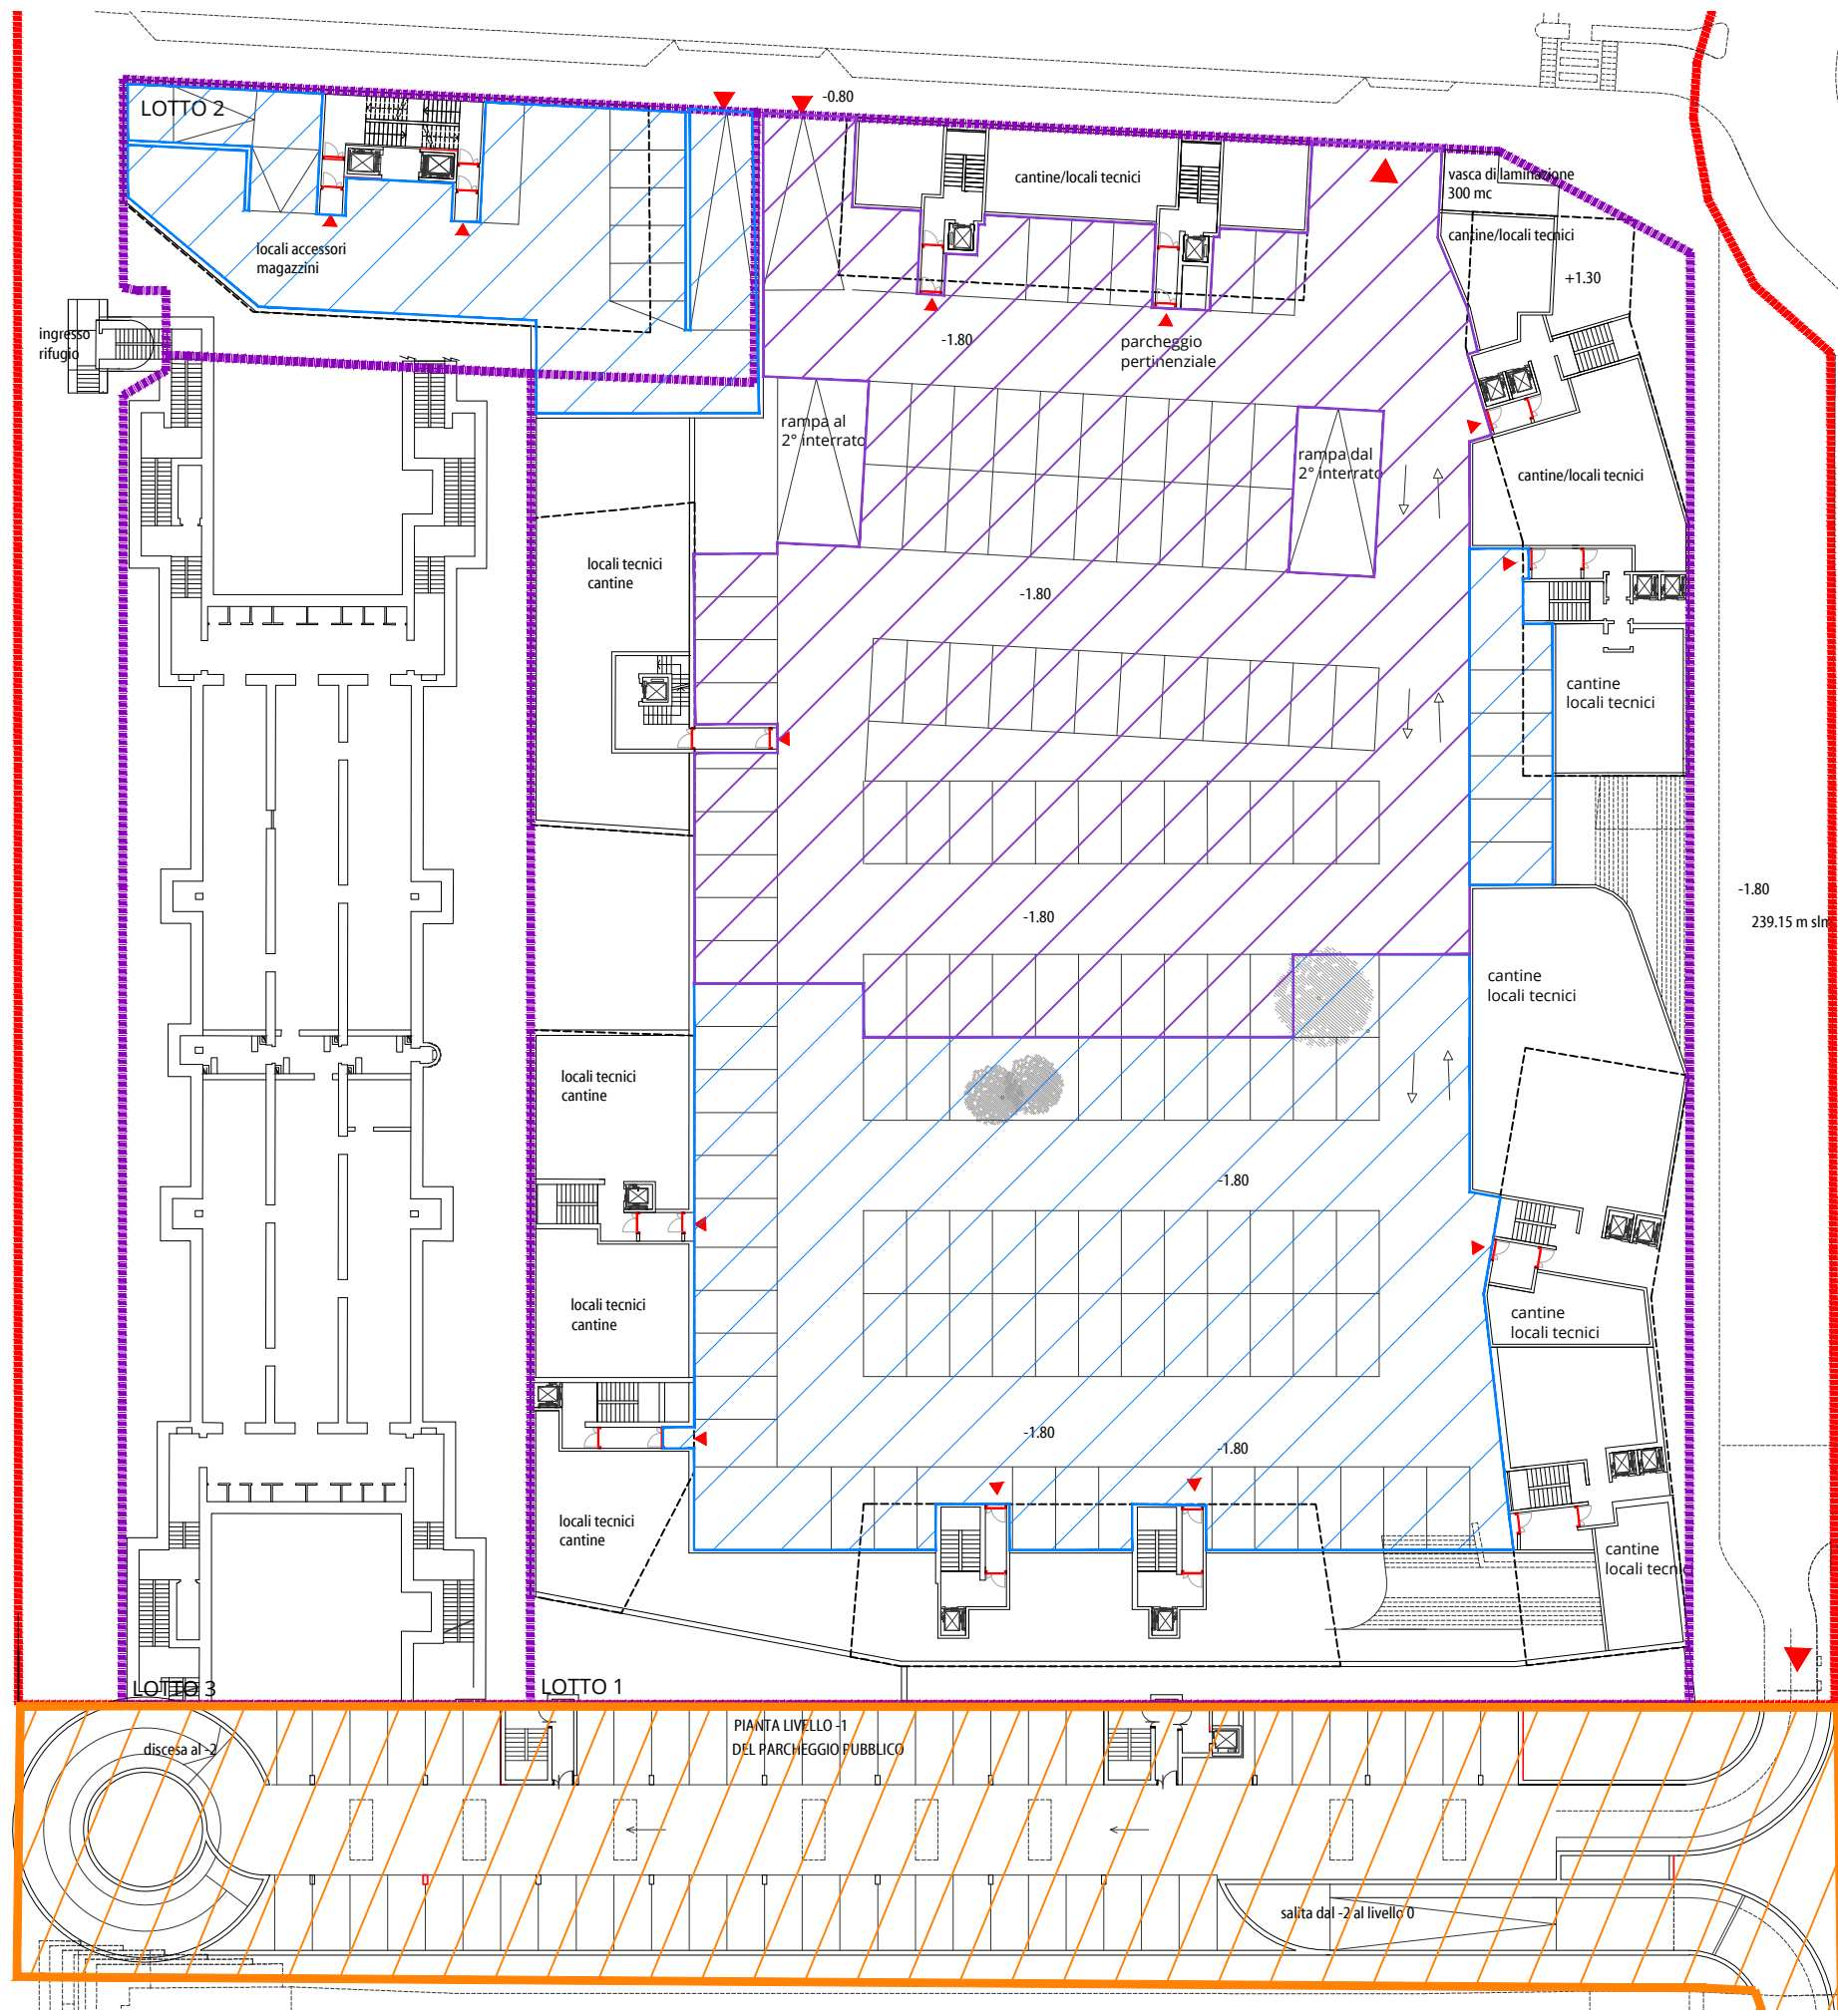 -0.80
LOTTO 2
vasca di laminazione
300 mc
cantine/locali tecnici
cantine/locali tecnici
locali accessori
magazzini
+1.30
ingresso
rifugio
-1.80
parcheggio
pertinenziale
rampa al
2° interrato
rampa dal
2° interrato
cantine/locali tecnici
locali tecnici
cantine
-1.80
cantine
locali tecnici
-1.80
239.15 m slm
-1.80
cantine
locali tecnici
locali tecnici
cantine
-1.80
locali tecnici
cantine
cantine
locali tecnici
-1.80
-1.80
locali tecnici
cantine
cantine
locali tecnici
LOTTO 3
LOTTO 1
PIANTA LIVELLO -1
DEL PARCHEGGIO PUBBLICO
discesa al -2
salita dal -2 al livello 0